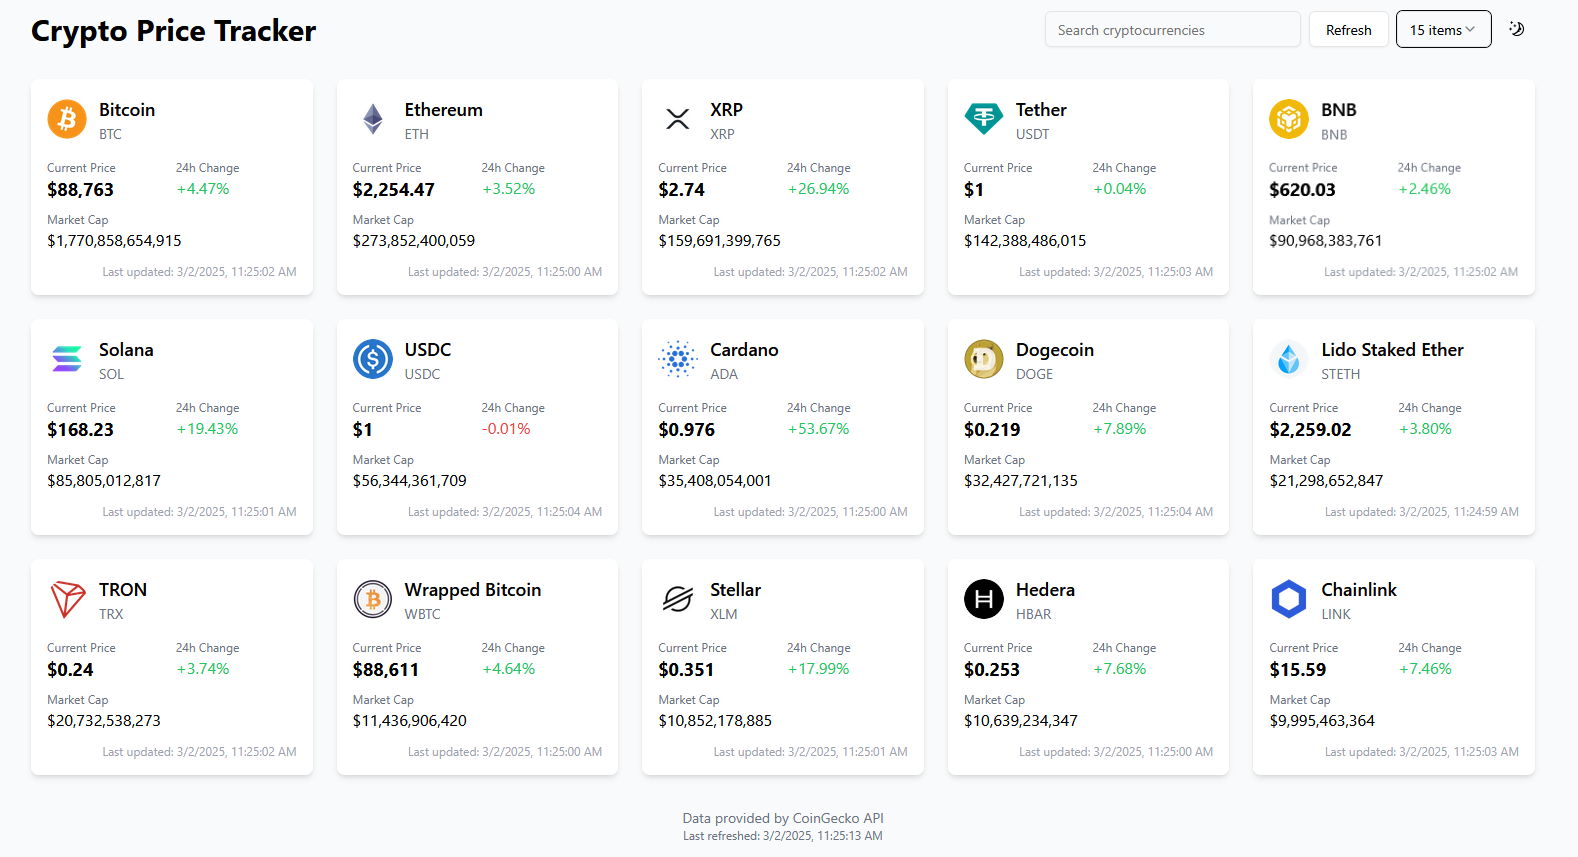 Crypto Price Tracker
Search cryptocurrencies
Refresh
15 items
Bitcoin
BTC
Current Price 24h Change
$88,763 +4.47%
Market Cap
$1,770,858,654,915
Last updated: 3/2/2025, 11:25:02 AM
Ethereum
ETH
Current Price 24h Change
$2,254.47 +3.52%
Market Cap
$273,852,400,059
Last updated: 3/2/2025, 11:25:00 AM
XRP
XRP
Current Price 24h Change
$2.74 +26.94%
Market Cap
$159,691,399,765
Last updated: 3/2/2025, 11:25:02 AM
Tether
USDT
Current Price 24h Change
$1 +0.04%
Market Cap
$142,388,486,015
Last updated: 3/2/2025, 11:25:03 AM
BNB
BNB
Current Price 24h Change
$620.03 +2.46%
Market Cap
$90,968,383,761
Last updated: 3/2/2025, 11:25:02 AM
Solana
SOL
Current Price 24h Change
$168.23 +19.43%
Market Cap
$85,805,012,817
Last updated: 3/2/2025, 11:25:01 AM
USDC
USDC
Current Price 24h Change
$1 -0.01%
Market Cap
$56,344,361,709
Last updated: 3/2/2025, 11:25:04 AM
Cardano
ADA
Current Price 24h Change
$0.976 +53.67%
Market Cap
$35,408,054,001
Last updated: 3/2/2025, 11:25:00 AM
Dogecoin
DOGE
Current Price 24h Change
$0.219 +7.89%
Market Cap
$32,427,721,135
Last updated: 3/2/2025, 11:25:04 AM
Lido Staked Ether
STETH
Current Price 24h Change
$2,259.02 +3.80%
Market Cap
$21,298,652,847
Last updated: 3/2/2025, 11:24:59 AM
TRON
TRX
Current Price 24h Change
$0.24 +3.74%
Market Cap
$20,732,538,273
Last updated: 3/2/2025, 11:25:02 AM
Wrapped Bitcoin
WBTC
Current Price 24h Change
$88,611 +4.64%
Market Cap
$11,436,906,420
Last updated: 3/2/2025, 11:25:00 AM
Stellar
XLM
Current Price 24h Change
$0.351 +17.99%
Market Cap
$10,852,178,885
Last updated: 3/2/2025, 11:25:01 AM
Hedera
HBAR
Current Price 24h Change
$0.253 +7.68%
Market Cap
$10,639,234,347
Last updated: 3/2/2025, 11:25:00 AM
Chainlink
LINK
Current Price 24h Change
$15.59 +7.46%
Market Cap
$9,995,463,364
Last updated: 3/2/2025, 11:25:03 AM
Data provided by CoinGecko API
Last refreshed: 3/2/2025, 11:25:13 AM